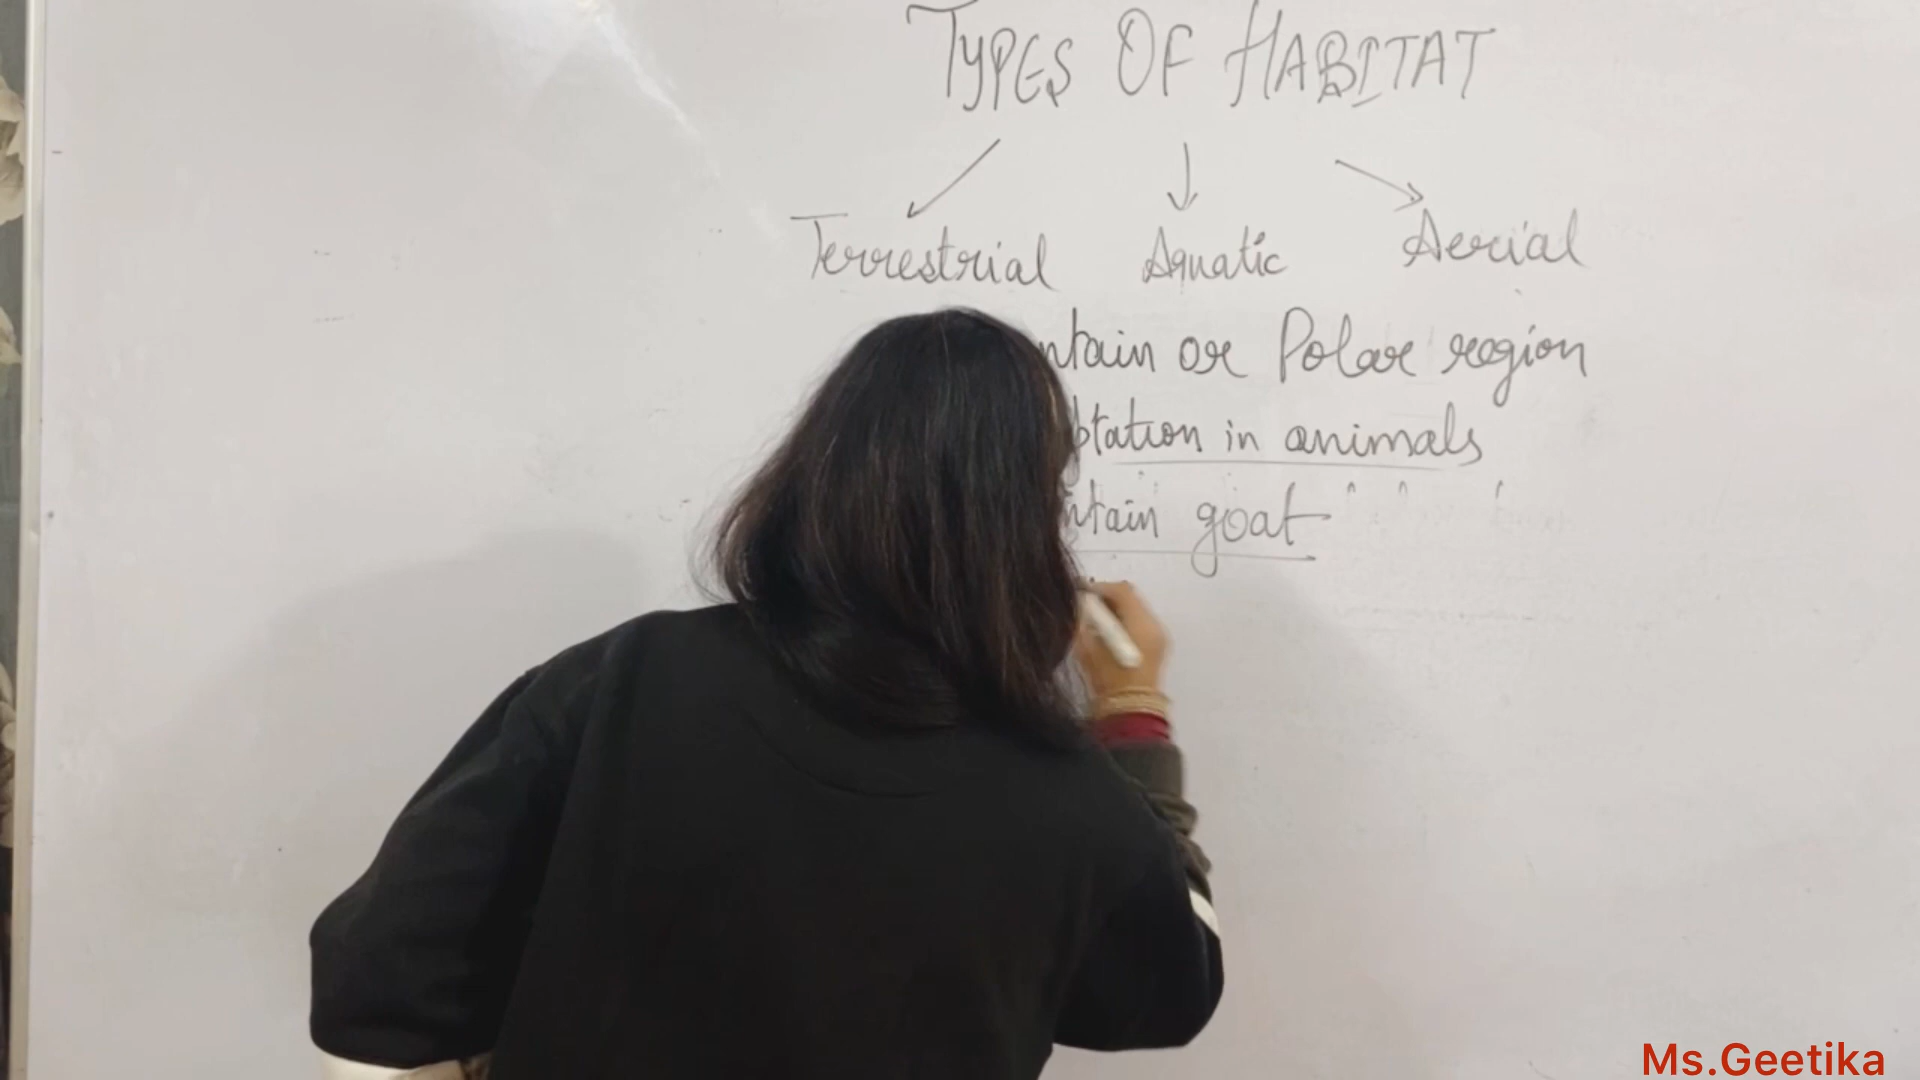 TYPES OF HABITAT
Terrestrial Aquatic Aerial
ntain or Polar region
ptation in animals
ntain goat
Ms.Geetika